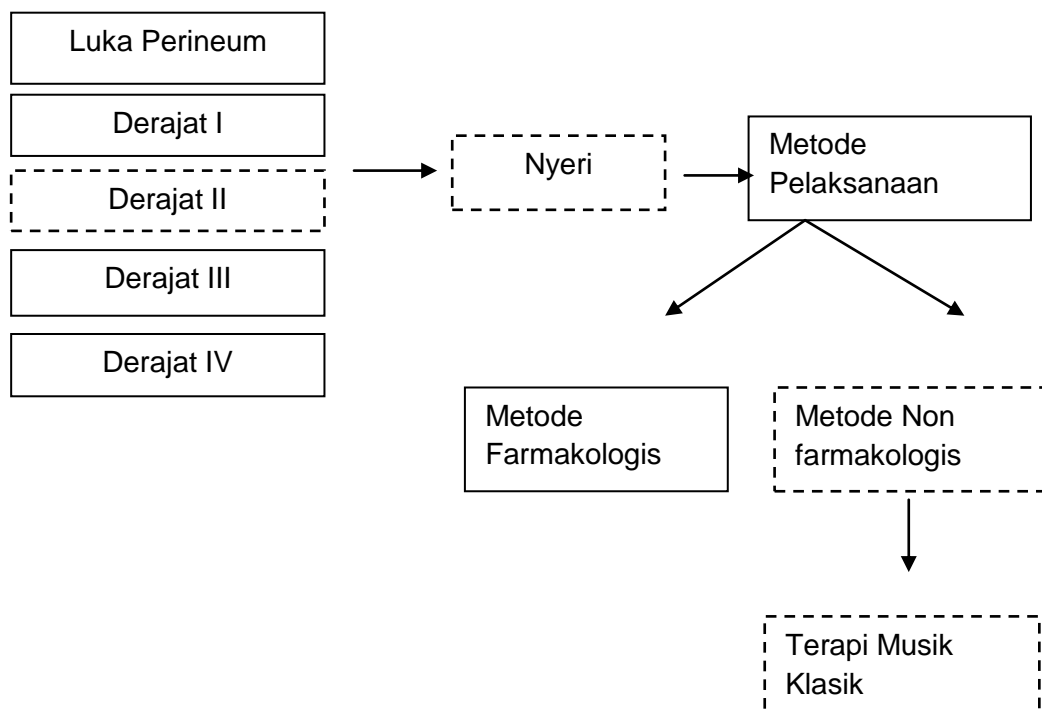 Luka Perineum
Derajat I
Derajat II
Derajat III
Derajat IV
Nyeri
Metode
Pelaksanaan
Metode
Farmakologis
Metode Non
farmakologis
Terapi Musik
Klasik